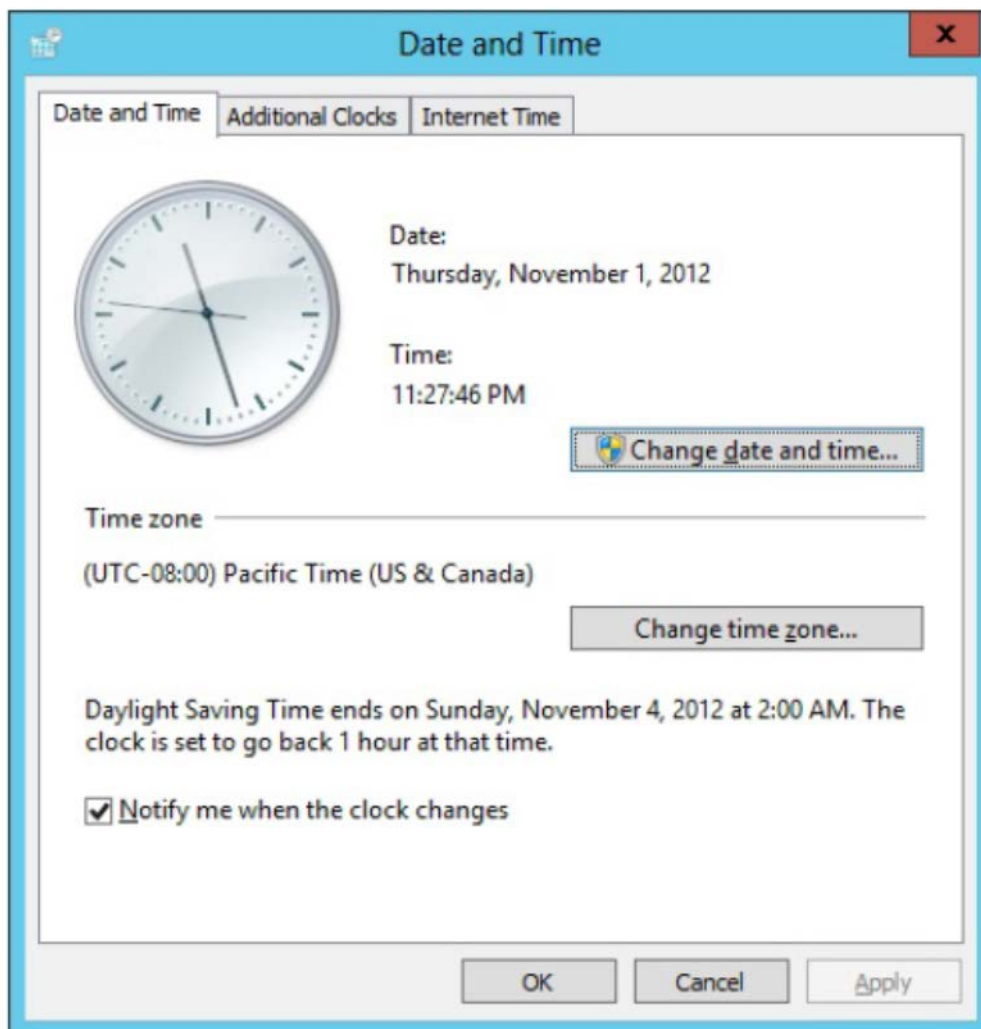 Date and Time
x
Date and Time
Additional Clocks
Internet Time
Date:
Thursday, November 1, 2012
Time:
11:27:46 PM
Change date and time...
Time zone
(UTC-08:00) Pacific Time (US & Canada)
Change time zone...
Daylight Saving Time ends on Sunday, November 4, 2012 at 2:00 AM. The
clock is set to go back 1 hour at that time.
Notify me when the clock changes
OK
Cancel
Apply